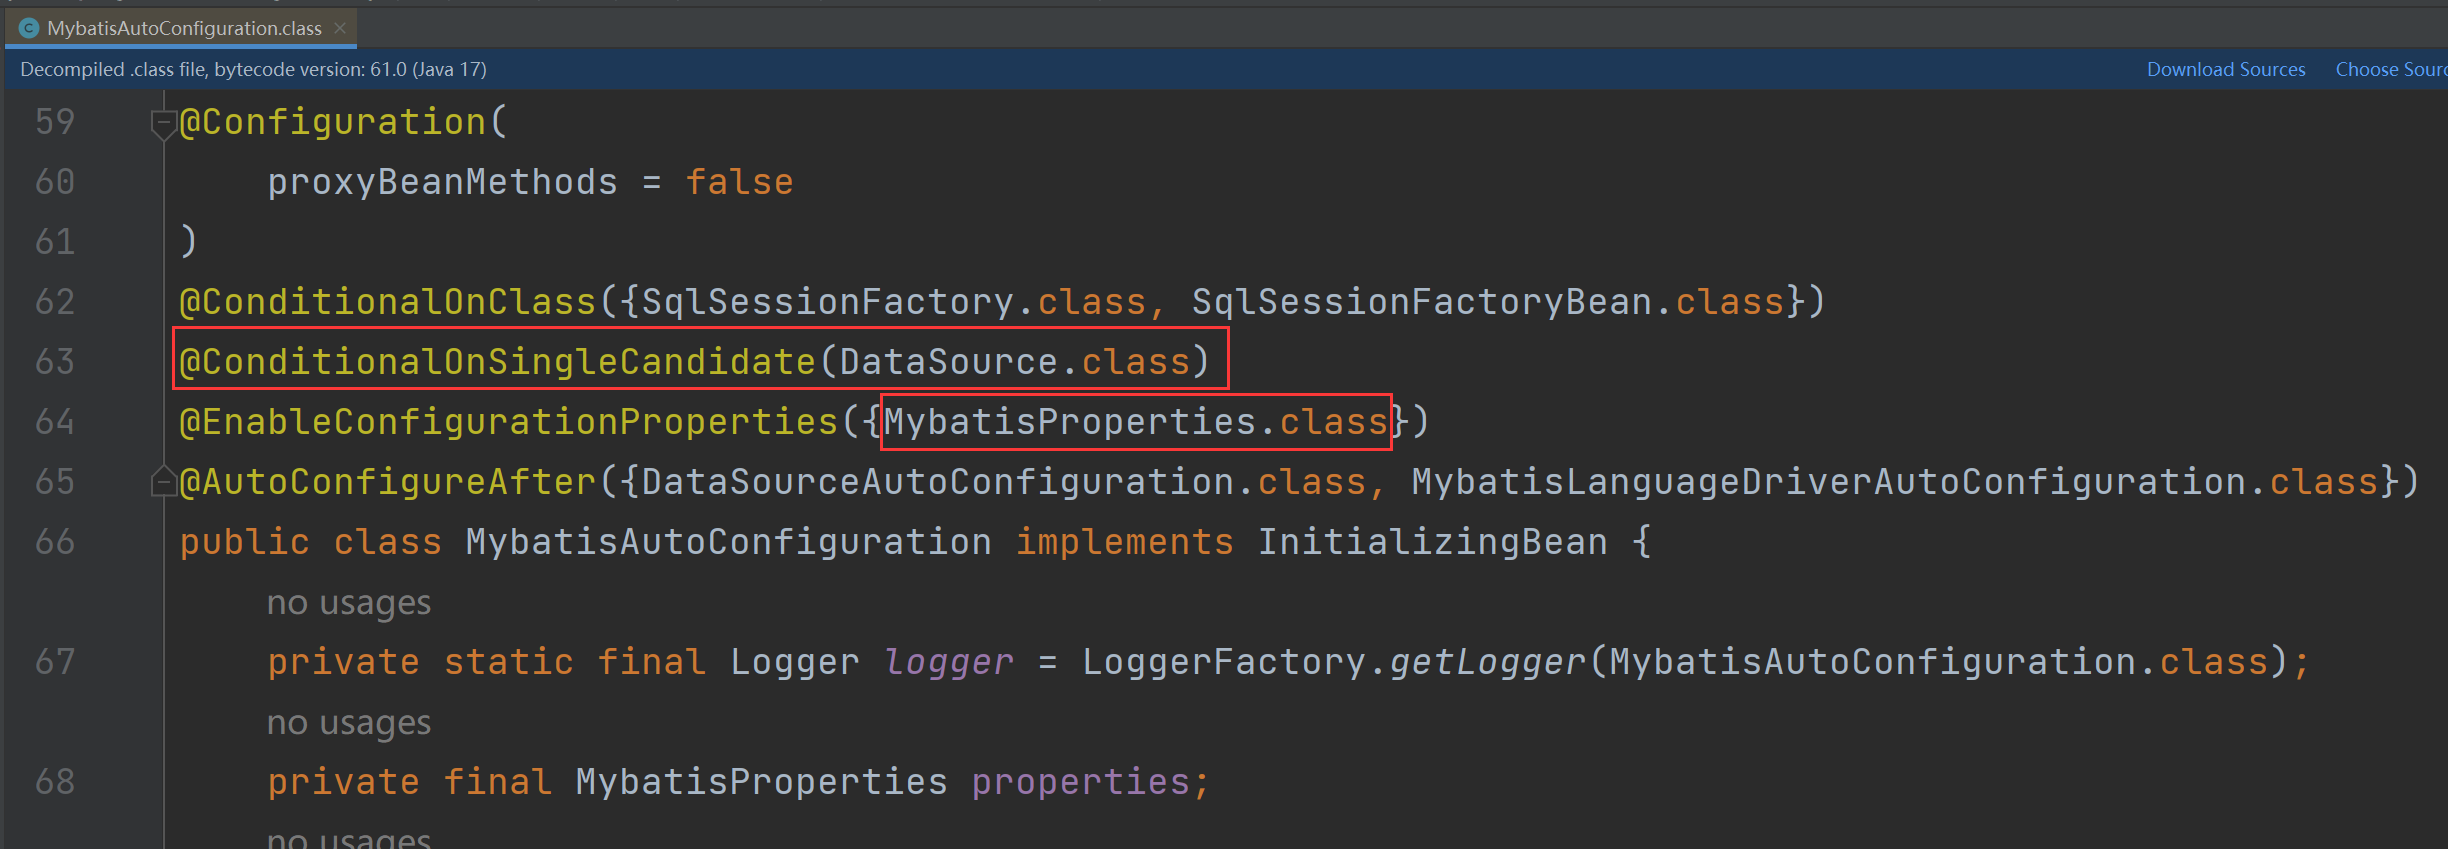 MybatisAutoConfiguration.class
Decompiled .class file, bytecode version: 61.0 (Java 17) Download Sources Choose Sourc
59 @Configuration(
60 proxyBeanMethods = false
61 )
62 @ConditionalOnClass({SqlSessionFactory.class, SqlSessionFactoryBean.class})
63 @ConditionalOnSingleCandidate(DataSource.class)
64 @EnableConfigurationProperties({MybatisProperties.class})
65 @AutoConfigureAfter({DataSourceAutoConfiguration.class, MybatisLanguageDriverAutoConfiguration.class})
66 public class MybatisAutoConfiguration implements InitializingBean {
no usages
67 private static final Logger logger = LoggerFactory.getLogger(MybatisAutoConfiguration.class);
no usages
68 private final MybatisProperties properties;
no usages